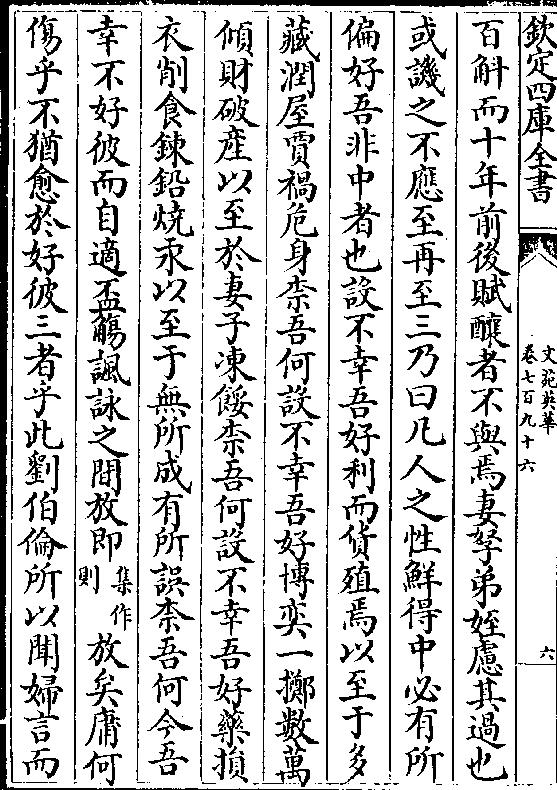 欽定四庫全書
文苑英華
卷七百九十六
六
百斛而十年前後賦釀者不與焉妻孥弟姪慮其過也
或譏之不應至再至三乃曰凡人之性鮮得中必有所
偏好吾非中者也設不幸吾好利而貨殖焉以至于多
藏潤屋賈禍危身柰吾何設不幸吾好博奕一擲數萬
傾財破產以至於妻子凍餒柰吾何設不幸吾好藥損
衣削食鍊鉛燒汞以至于無所成有所誤柰吾何今吾
幸不好彼而自適盃觴諷詠之間放即集作則放矣庸何
傷乎不猶愈於好彼三者乎此劉伯倫所以聞婦言而